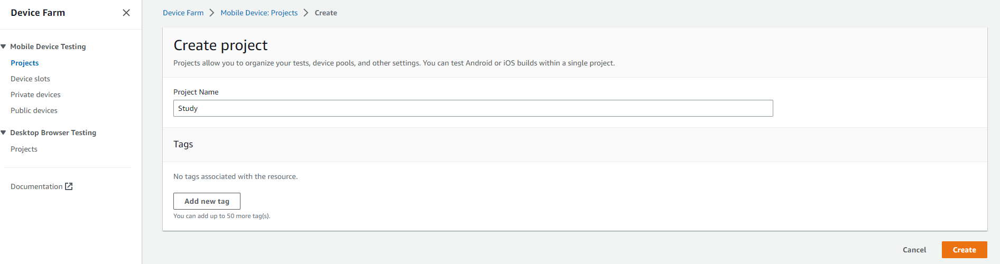 Device Farm
Mobile Device Testing
Projects
Device slots
Private devices
Public devices
Desktop Browser Testing
Projects
Documentation
Device Farm > Mobile Device: Projects > Create
Create project
Projects allow you to organize your tests, device pools, and other settings. You can test Android or iOS builds within a single project.
Project Name
Study
Tags
No tags associated with the resource.
Add new tag
You can add up to 50 more tag(s).
Cancel
Create